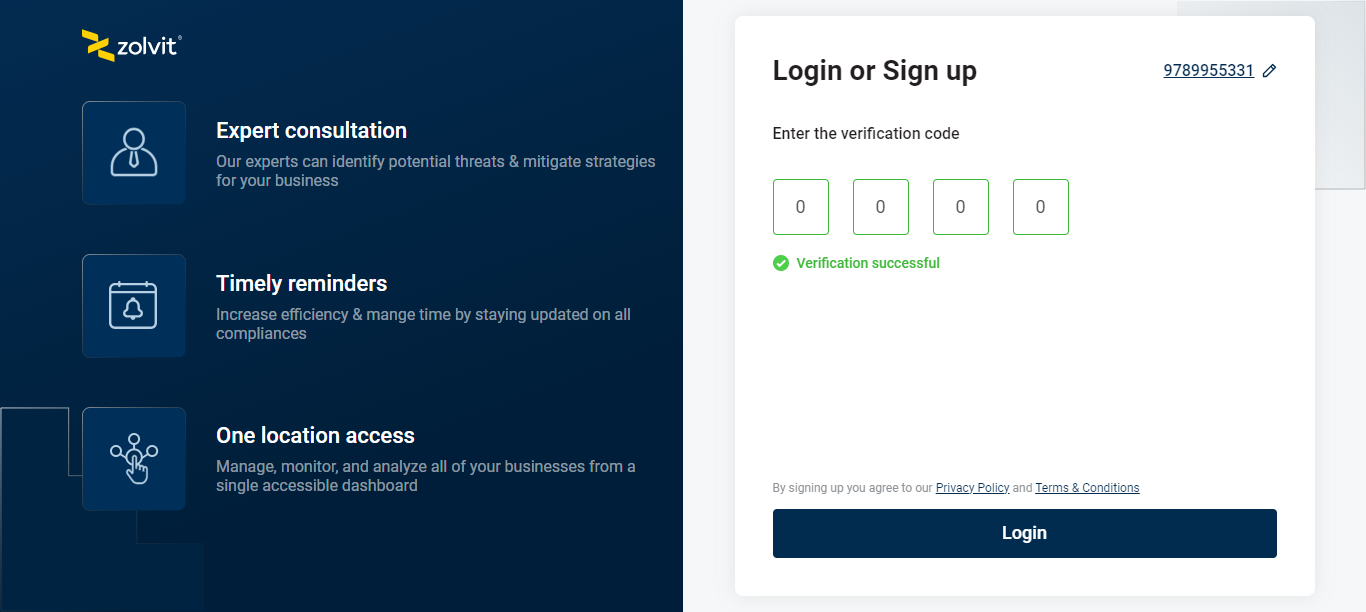 zolvit®
Expert consultation
Our experts can identify potential threats & mitigate strategies
for your business
Timely reminders
Increase efficiency & mange time by staying updated on all
compliances
One location access
Manage, monitor, and analyze all of your businesses from a
single accessible dashboard
Login or Sign up
9789955331
Enter the verification code
0 0 0 0
Verification successful
By signing up you agree to our Privacy Policy and Terms & Conditions
Login